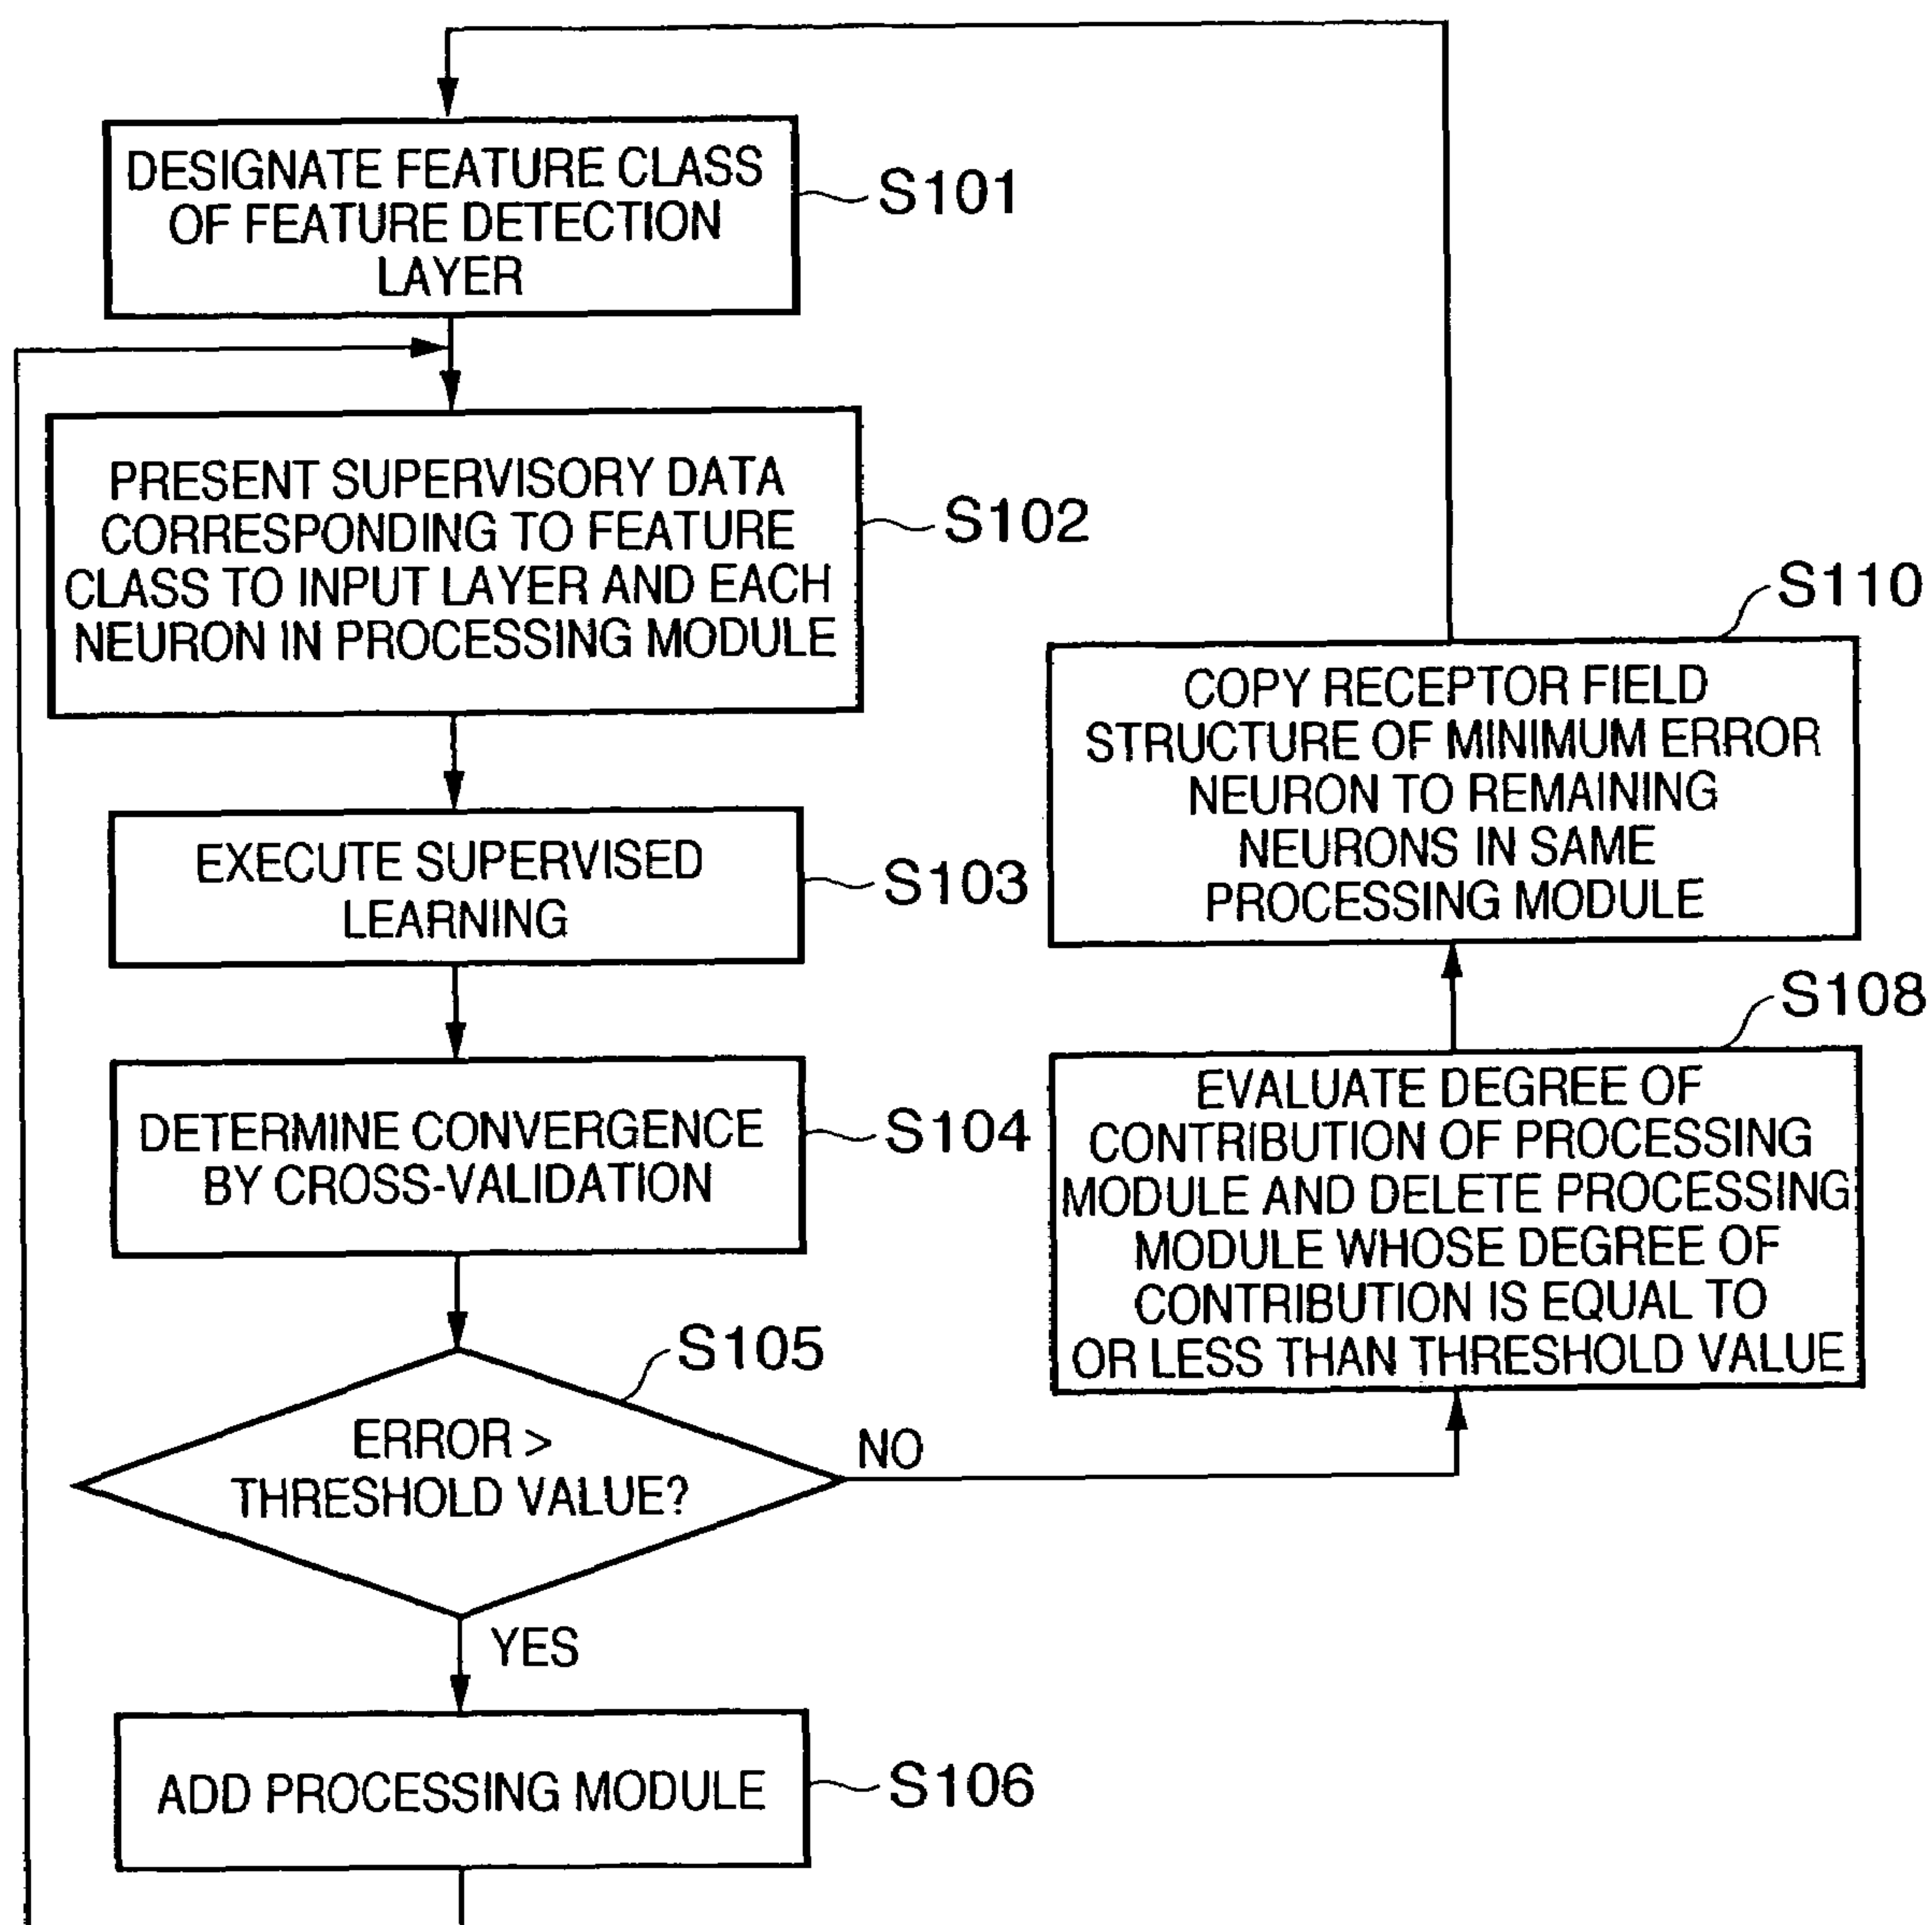 DESIGNATE FEATURE CLASS
OF FEATURE DETECTION
LAYER
S101
PRESENT SUPERVISORY DATA
CORRESPONDING TO FEATURE
CLASS TO INPUT LAYER AND EACH
NEURON IN PROCESSING MODULE
S102
EXECUTE SUPERVISED
LEARNING
S103
DETERMINE CONVERGENCE
BY CROSS-VALIDATION
S104
ERROR >
THRESHOLD VALUE?
S105
NO
YES
ADD PROCESSING MODULE
S106
S110
COPY RECEPTOR FIELD
STRUCTURE OF MINIMUM ERROR
NEURON TO REMAINING
NEURONS IN SAME
PROCESSING MODULE
S108
EVALUATE DEGREE OF
CONTRIBUTION OF PROCESSING
MODULE AND DELETE PROCESSING
MODULE WHOSE DEGREE OF
CONTRIBUTION IS EQUAL TO
OR LESS THAN THRESHOLD VALUE